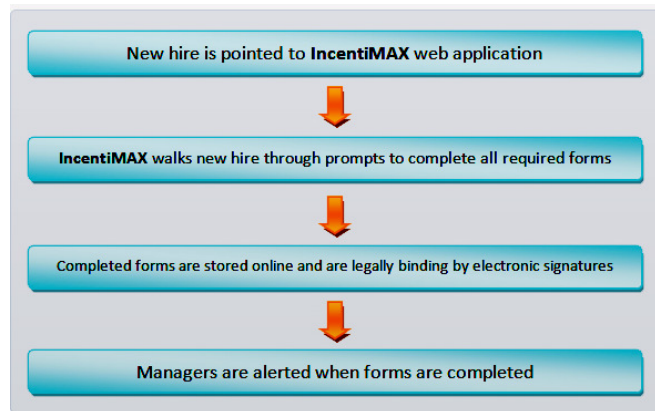 New hire is pointed to IncentiMAX web application
IncentiMAX walks new hire through prompts to complete all required forms
Completed forms are stored online and are legally binding by electronic signatures
Managers are alerted when forms are completed